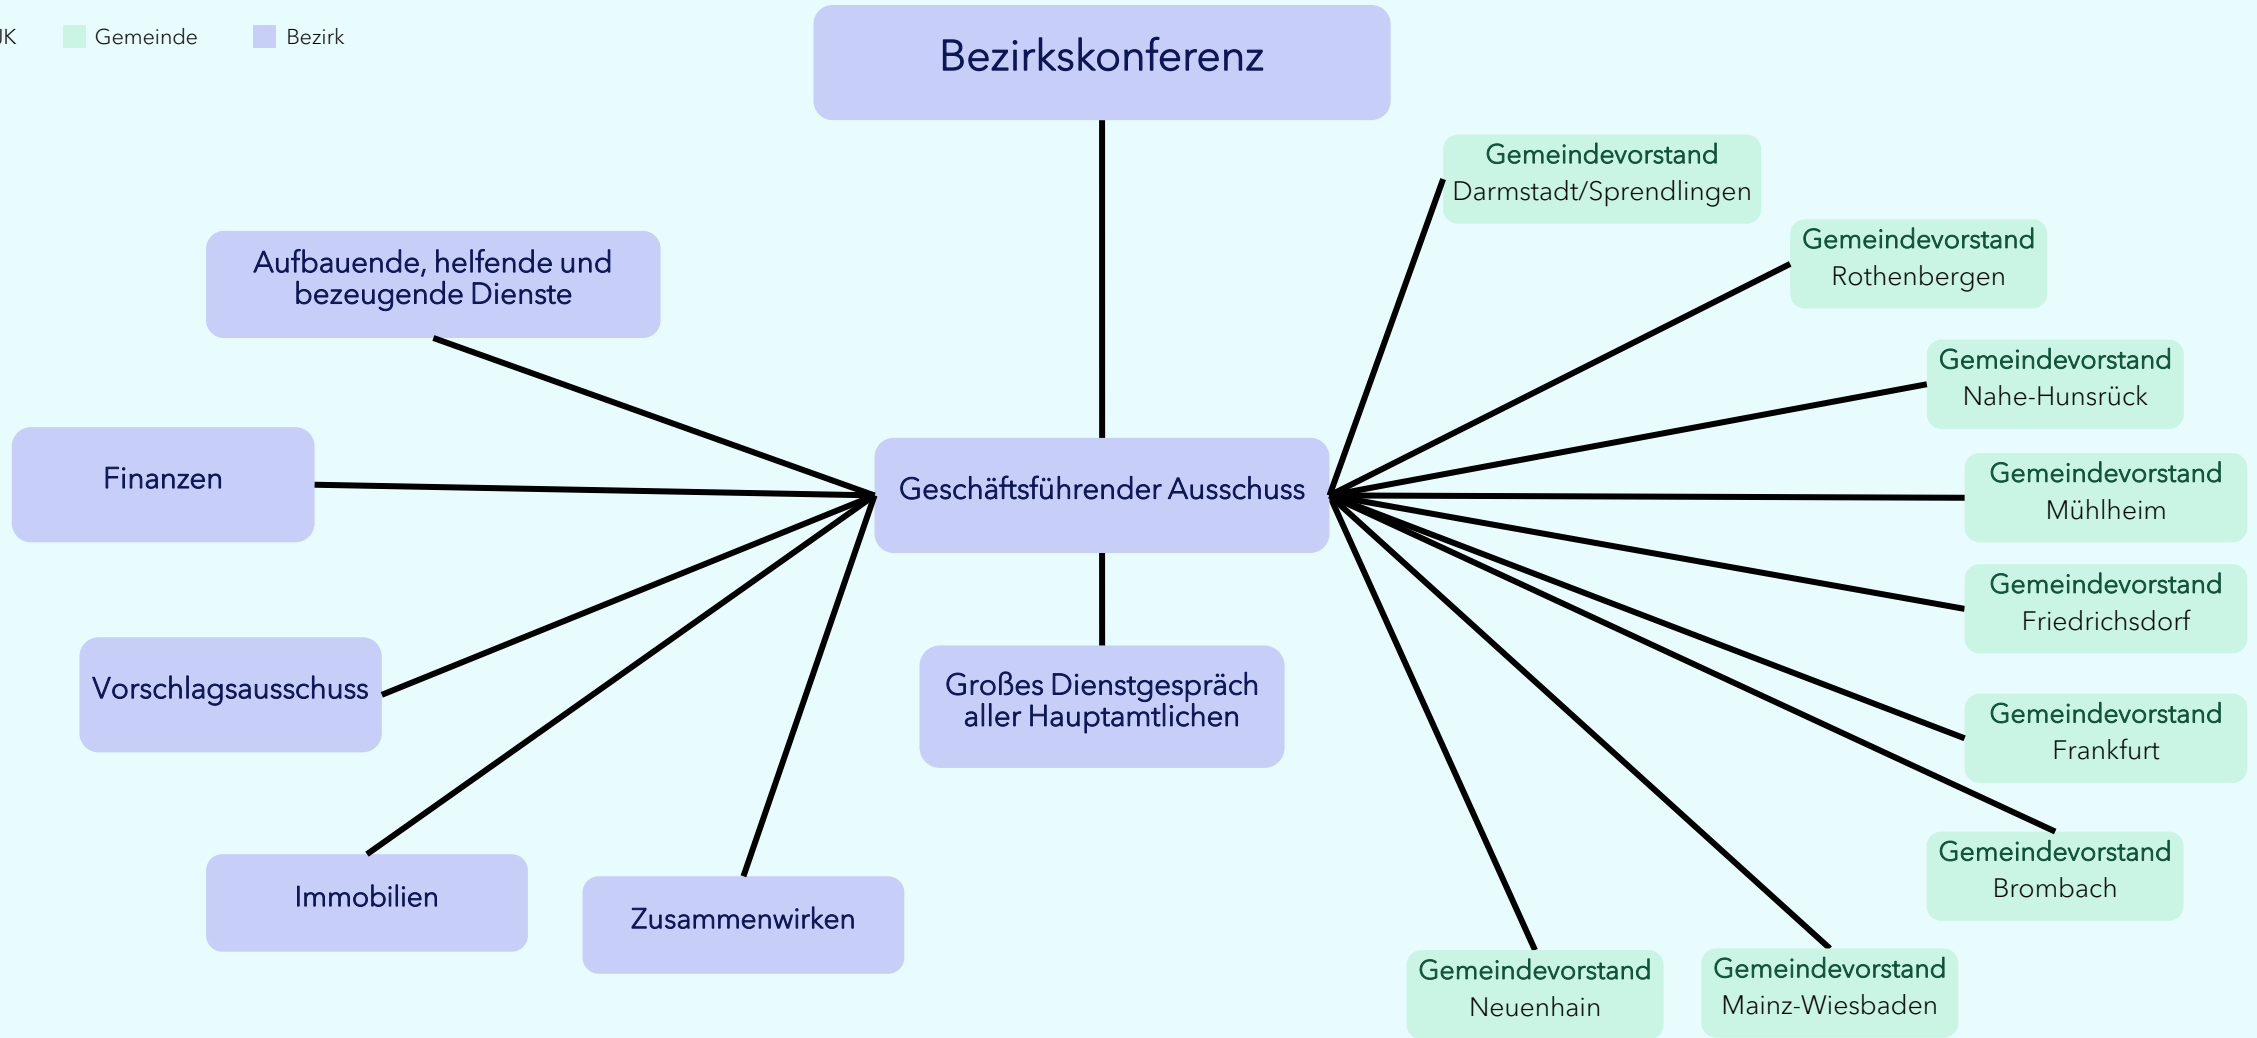 JK
Gemeinde
Bezirk
Bezirkskonferenz
Gemeindevorstand
Darmstadt/Sprendlingen
Gemeindevorstand
Rothenbergen
Aufbauende, helfende und
bezeugende Dienste
Gemeindevorstand
Nahe-Hunsrück
Finanzen
Geschäftsführender Ausschuss
Gemeindevorstand
Mühlheim
Gemeindevorstand
Friedrichsdorf
Vorschlagsausschuss
Großes Dienstgespräch
aller Hauptamtlichen
Gemeindevorstand
Frankfurt
Gemeindevorstand
Brombach
Immobilien
Zusammenwirken
Gemeindevorstand
Neuenhain
Gemeindevorstand
Mainz-Wiesbaden